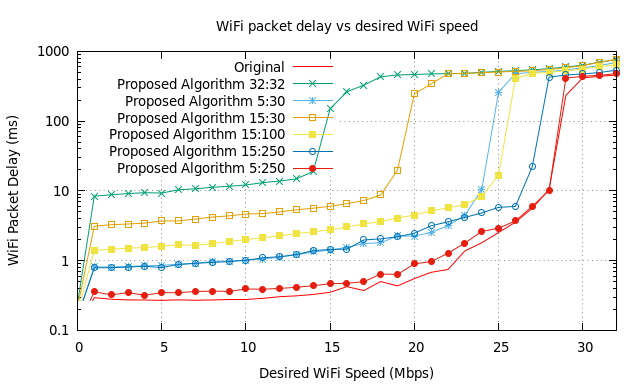 WiFi packet delay vs desired WiFi speed
1000
100
10
1
0.1
WiFi Packet Delay (ms)
Original
Proposed Algorithm 32:32
Proposed Algorithm 5:30
Proposed Algorithm 15:30
Proposed Algorithm 15:100
Proposed Algorithm 15:250
Proposed Algorithm 5:250
0 5 10 15 20 25 30
Desired WiFi Speed (Mbps)